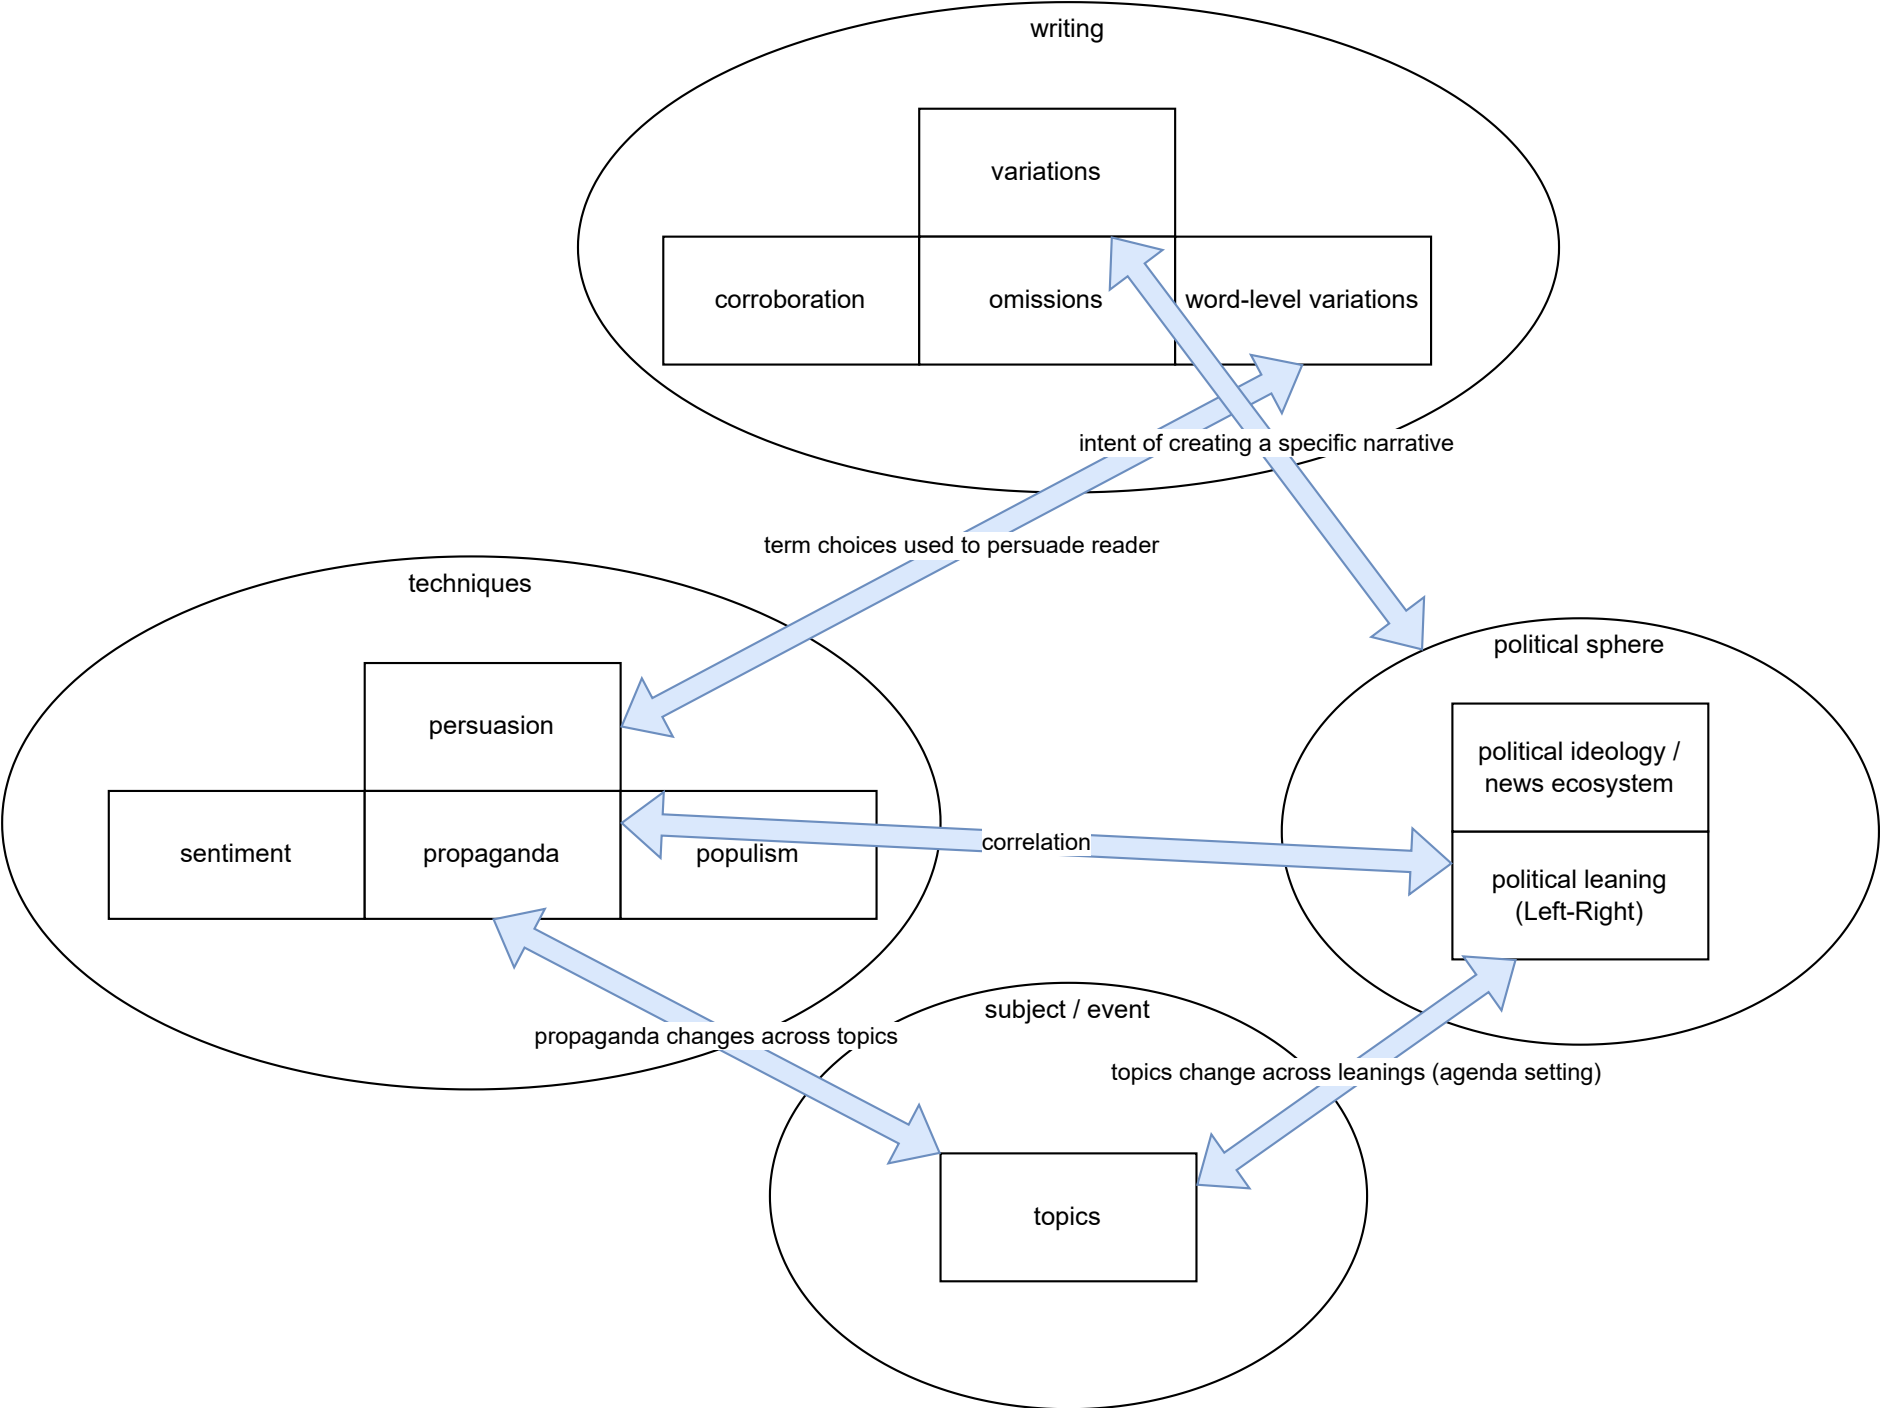 writing
variations
corroboration
omissions
word-level variations
intent of creating a specific narrative
term choices used to persuade reader
techniques
political sphere
persuasion
political ideology /
news ecosystem
sentiment
propaganda
populism
correlation
political leaning
(Left-Right)
subject / event
propaganda changes across topics
topics change across leanings (agenda setting)
topics